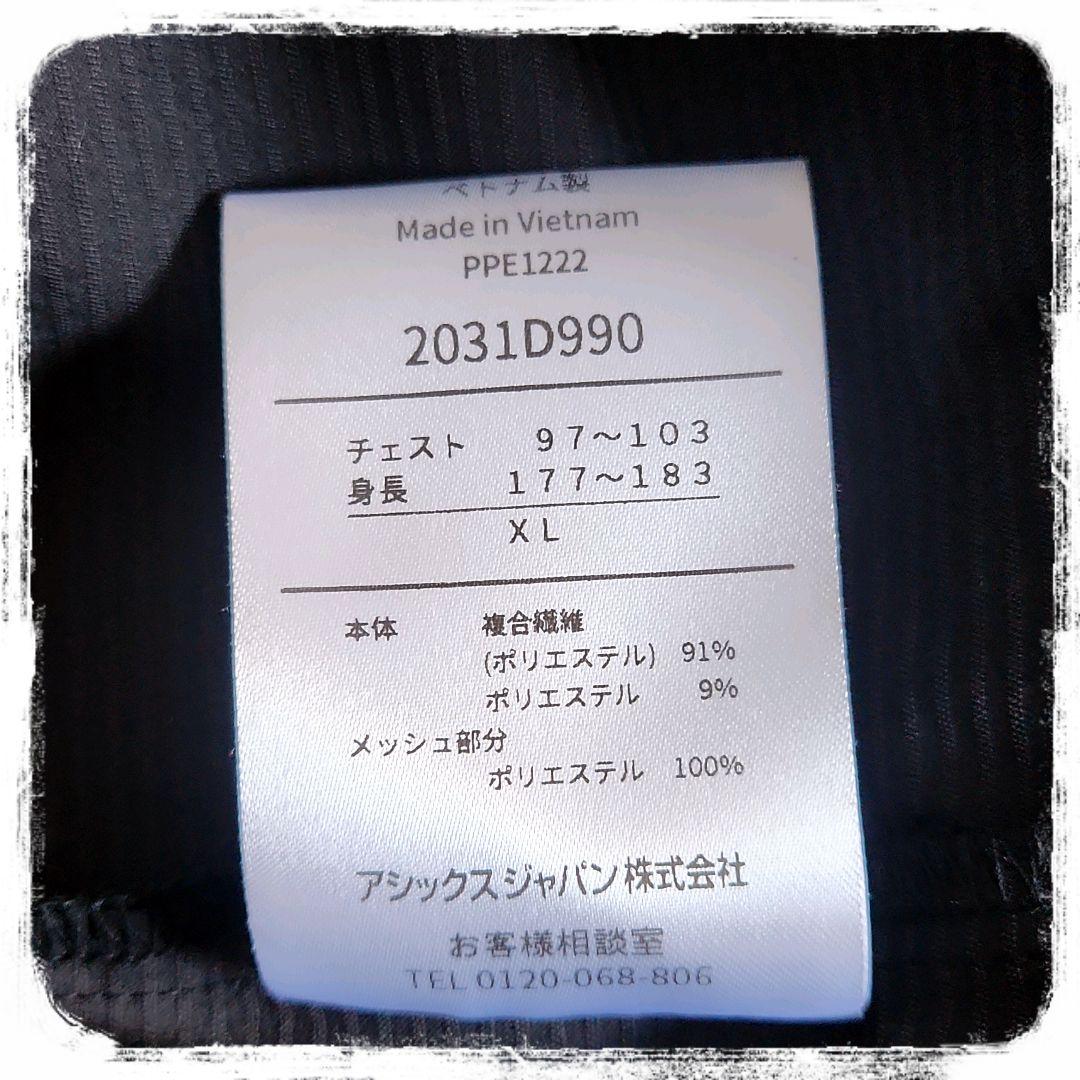 ベトナム製
Made in Vietnam
PPE1222
2031D990
チェスト 97～103
身長 177～183
XL
本体 複合繊維
(ポリエステル) 91%
ポリエステル 9%
メッシュ部分
ポリエステル 100%
アシックスジャパン株式会社
お客様相談室
TEL 0120-068-806